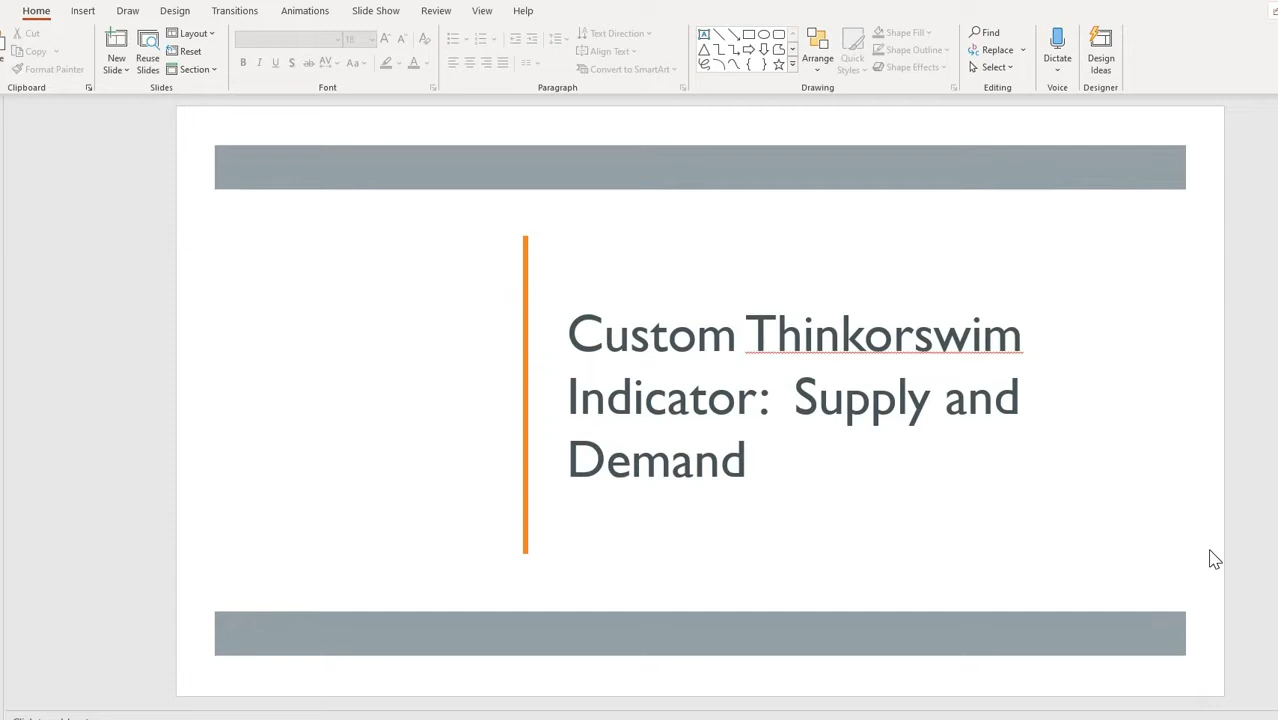 Home Insert Draw Design Transitions Animations Slide Show Review View Help
Cut
Copy
Format Painter
Clipboard
New Slide
Reuse Slides
Layout
Reset
Section
Slides
18
Font
Text Direction
Align Text
Convert to SmartArt
Paragraph
Arrange
Quick Styles
Shape Fill
Shape Outline
Shape Effects
Drawing
Find
Replace
Select
Editing
Dictate
Voice
Design Ideas
Designer
Custom Thinkorswim
Indicator: Supply and
Demand